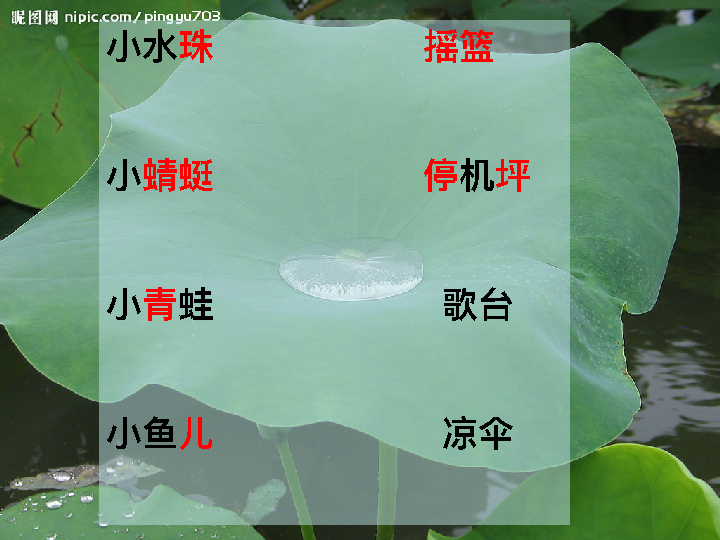 昵图网 nipic.com/pingyu703
小水珠 摇篮
小蜻蜓 停机坪
小青蛙 歌台
小鱼儿 凉伞